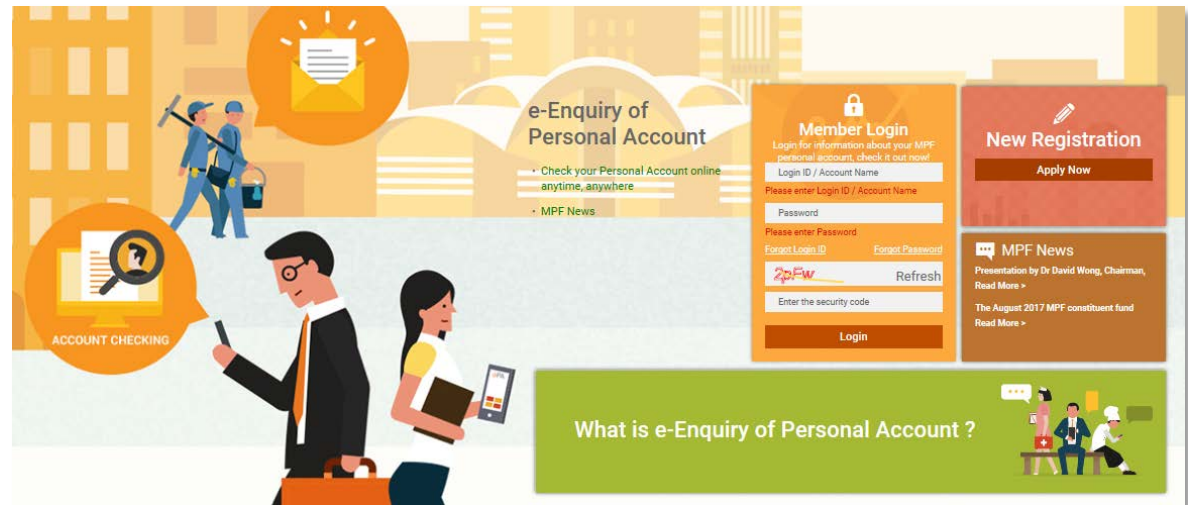 e-Enquiry of
Personal Account
• Check your Personal Account online
anytime, anywhere
• MPF News
ACCOUNT CHECKING
Member Login
Login for information about your MPF
personal account, check it out now!
Login ID / Account Name
Please enter Login ID / Account Name
Password
Please enter Password
Forgot Login ID
Forgot Password
2pFw
Refresh
Enter the security code
Login
New Registration
Apply Now
MPF News
Presentation by Dr David Wong, Chairman,
Read More >
The August 2017 MPF constituent fund
Read More >
What is e-Enquiry of Personal Account ?